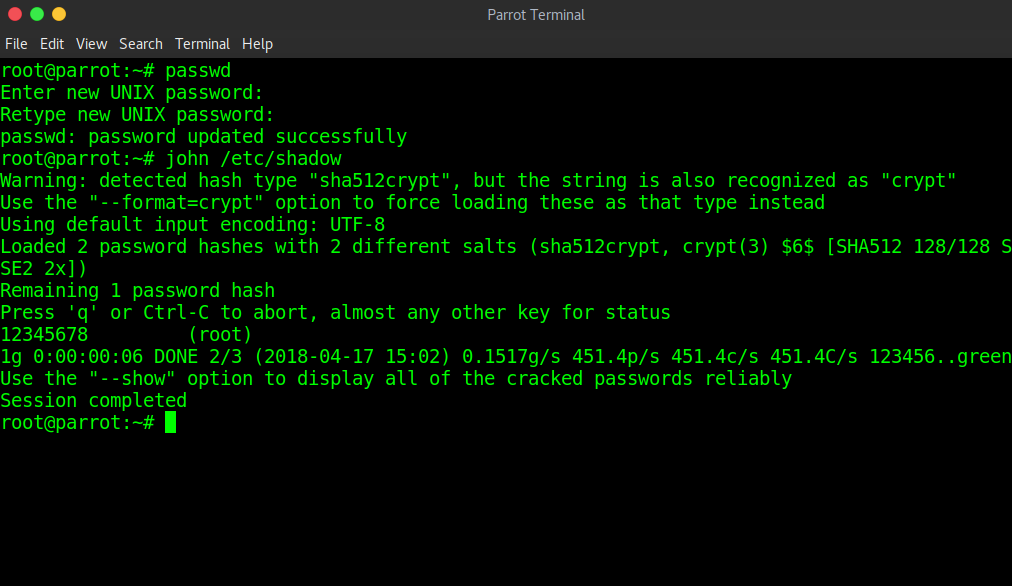 Parrot Terminal
File Edit View Search Terminal Help
root@parrot:~# passwd
Enter new UNIX password:
Retype new UNIX password:
passwd: password updated successfully
root@parrot:~# john /etc/shadow
Warning: detected hash type "sha512crypt", but the string is also recognized as "crypt"
Use the "--format=crypt" option to force loading these as that type instead
Using default input encoding: UTF-8
Loaded 2 password hashes with 2 different salts (sha512crypt, crypt(3) $6$ [SHA512 128/128 S
SE2 2x])
Remaining 1 password hash
Press 'q' or Ctrl-C to abort, almost any other key for status
12345678         (root)
1g 0:00:00:06 DONE 2/3 (2018-04-17 15:02) 0.1517g/s 451.4p/s 451.4c/s 451.4C/s 123456..green
Use the "--show" option to display all of the cracked passwords reliably
Session completed
root@parrot:~#